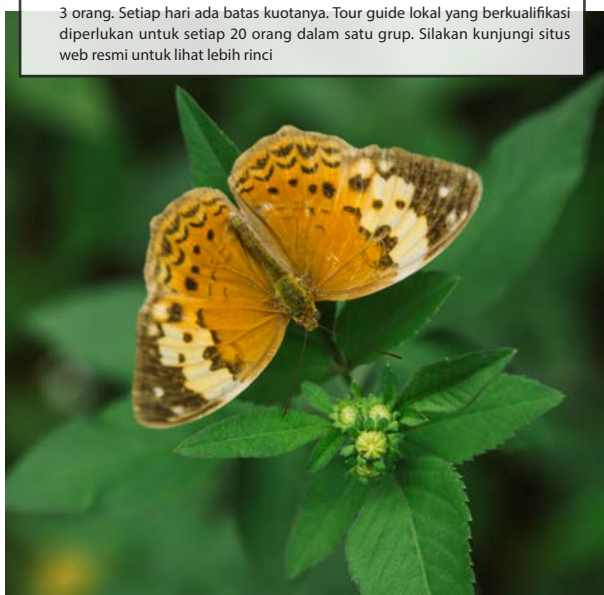 3 orang. Setiap hari ada batas kuotanya. Tour guide lokal yang berkualifikasi
diperlukan untuk setiap 20 orang dalam satu grup. Silakan kunjungi situs
web resmi untuk lihat lebih rinci